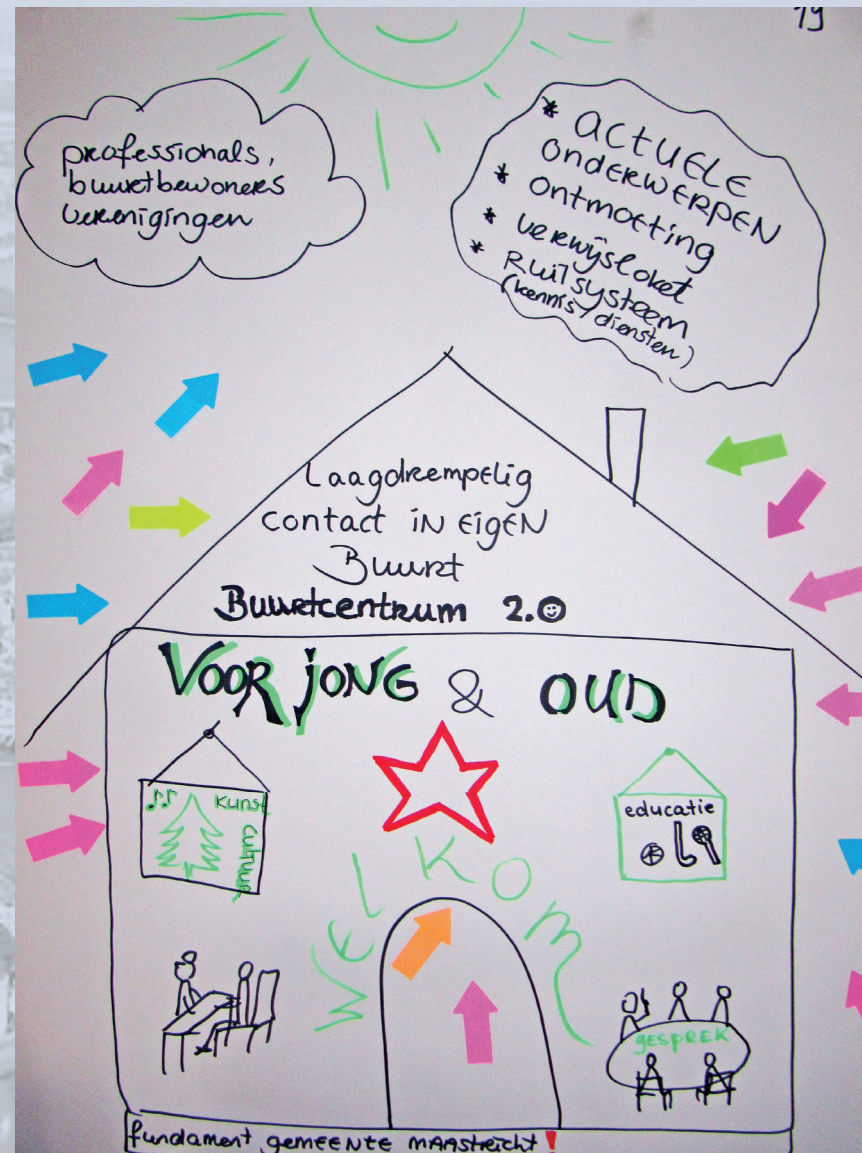 19
professionals,
buurtbewoners
verenigingen
* ACTUELE
ONDERWERPEN
* Ontmoeting
* verwijsloket
* Ruilsysteem
(kennis/diensten)
Laagdreempelig
contact in eigen
Buurt
Buurtcentrum 2.0
VOOR jONG & OUD
kunst
cultuur
educatie
Welkom
gesprek
fundament gemeente maastricht!